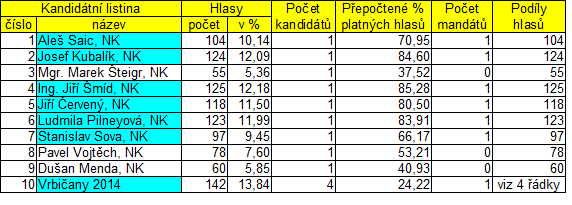 Kandidátní listina Hlasy Počet kandidátů Přepočtené % platných hlasů Počet mandátů Podíly hlasů
číslo název počet v %
1 Aleš Saic, NK 104 10,14 1 70,95 1 104
2 Josef Kubalík, NK 124 12,09 1 84,60 1 124
3 Mgr. Marek Šteigr, NK 55 5,36 1 37,52 0 55
4 Ing. Jiří Šmíd, NK 125 12,18 1 85,28 1 125
5 Jiří Červený, NK 118 11,50 1 80,50 1 118
6 Ludmila Pilneyová, NK 123 11,99 1 83,91 1 123
7 Stanislav Sova, NK 97 9,45 1 66,17 1 97
8 Pavel Vojtěch, NK 78 7,60 1 53,21 0 78
9 Dušan Menda, NK 60 5,85 1 40,93 0 60
10 Vrbičany 2014 142 13,84 4 24,22 1 viz 4 řádky